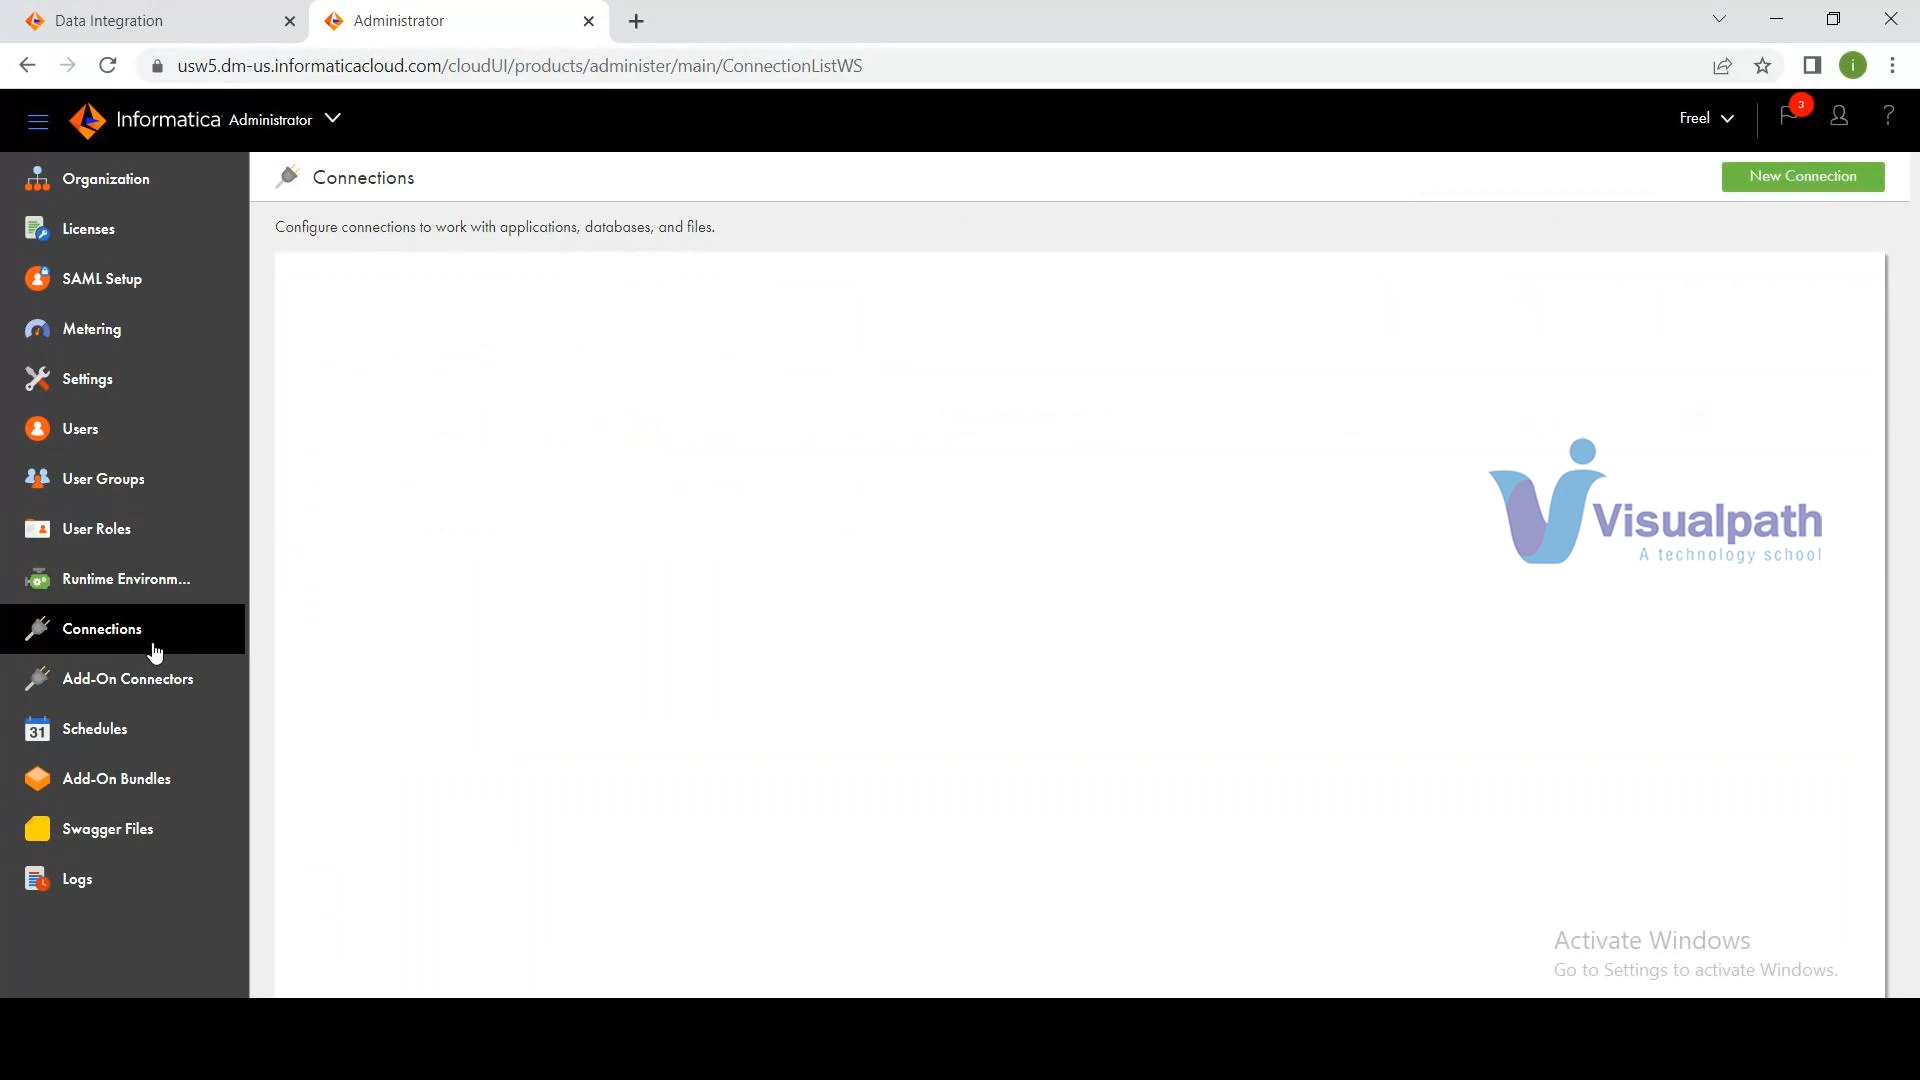 Data Integration
Administrator
usw5.dm-us.informaticacloud.com/cloudUI/products/administer/main/ConnectionListWS
i
Informatica Administrator
Freel
3
?
Organization
Licenses
SAML Setup
Metering
Settings
Users
User Groups
User Roles
Runtime Environm...
Connections
Add-On Connectors
31 Schedules
Add-On Bundles
Swagger Files
Logs
Connections
New Connection
Configure connections to work with applications, databases, and files.
Visualpath
A technology school
Activate Windows
Go to Settings to activate Windows.